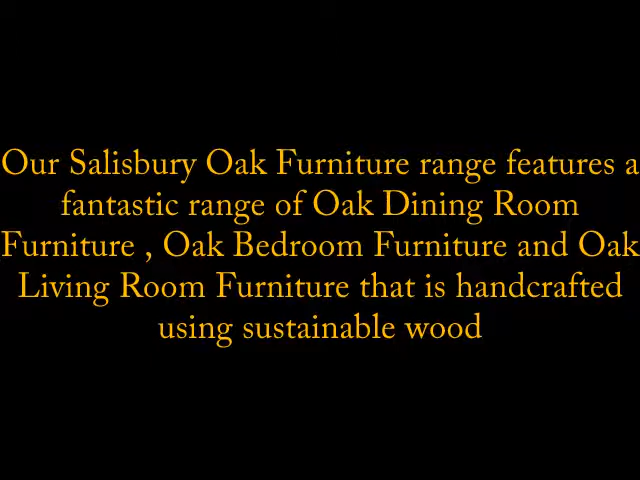 Our Salisbury Oak Furniture range features a
fantastic range of Oak Dining Room
Furniture , Oak Bedroom Furniture and Oak
Living Room Furniture that is handcrafted
using sustainable wood